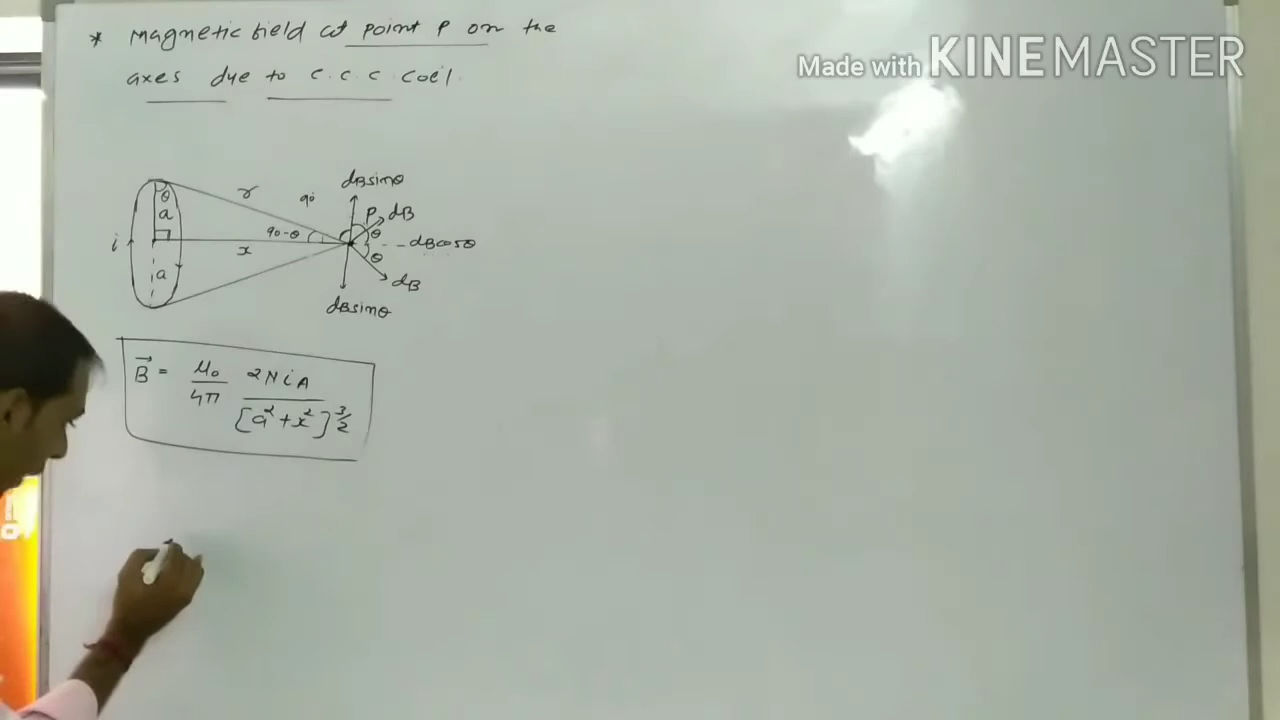 * Magnetic field at point P on the
axes due to c.c.c coil.
Made with KINEMASTER
dBsinθ
θ
r
90°
a
P
dB
i
90-θ
θ
dBcosθ
x
a
θ
dB
dBsinθ
B⃗ = μ₀/4π 2NiA/[a²+x²]^3/2